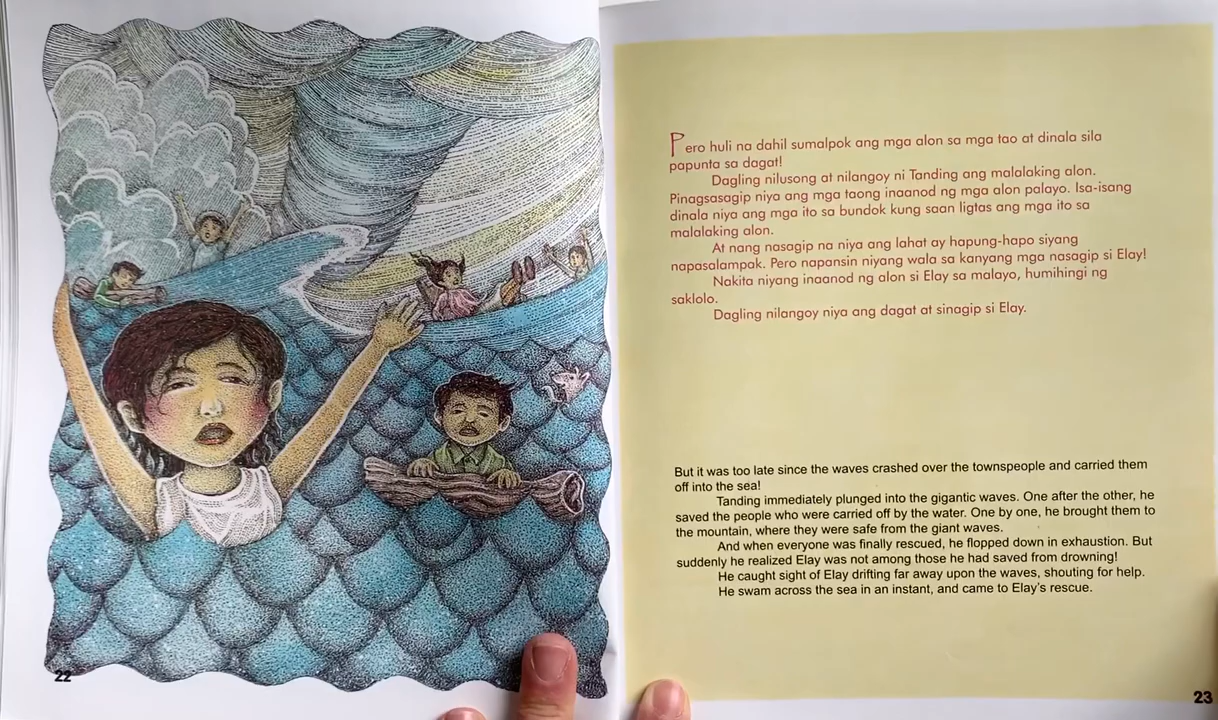 22
Pero huli na dahil sumalpok ang mga alon sa mga tao at dinala sila
papunta sa dagat!
Dagling nilusong at nilangoy ni Tanding ang malalaking alon.
Pinagsasagip niya ang mga taong inaanod ng mga alon palayo. Isa-isang
dinala niya ang mga ito sa bundok kung saan ligtas ang mga ito sa
malalaking alon.
At nang nasagip na niya ang lahat ay hapung-hapo siyang
napasalampak. Pero napansin niyang wala sa kanyang mga nasagip si Elay!
Nakita niyang inaanod ng alon si Elay sa malayo, humihingi ng
saklolo.
Dagling nilangoy niya ang dagat at sinagip si Elay.
But it was too late since the waves crashed over the townspeople and carried them
off into the sea!
Tanding immediately plunged into the gigantic waves. One after the other, he
saved the people who were carried off by the water. One by one, he brought them to
the mountain, where they were safe from the giant waves.
And when everyone was finally rescued, he flopped down in exhaustion. But
suddenly he realized Elay was not among those he had saved from drowning!
He caught sight of Elay drifting far away upon the waves, shouting for help.
He swam across the sea in an instant, and came to Elay's rescue.
23